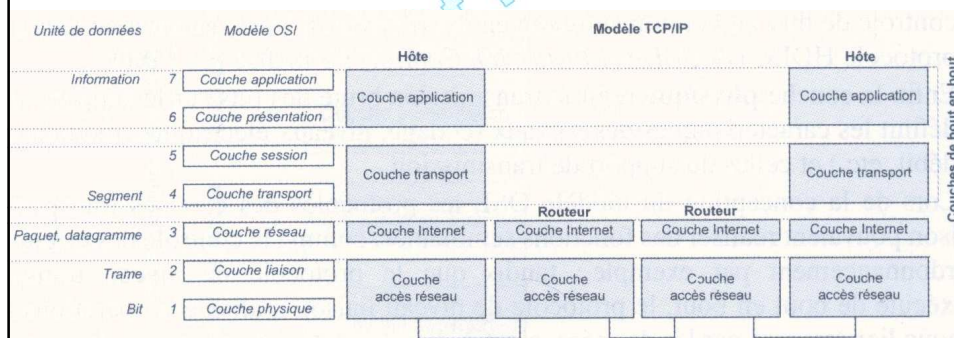 Unité de données Modèle OSI Modèle TCP/IP
Hôte Hôte
Information 7 Couche application
Couche application Couche application
6 Couche présentation
5 Couche session
Couche transport Couche transport
Segment 4 Couche transport
Routeur Routeur
Paquet, datagramme 3 Couche réseau Couche Internet Couche Internet Couche Internet Couche Internet
Trame 2 Couche liaison
Couche accès réseau Couche accès réseau Couche accès réseau Couche accès réseau
Bit 1 Couche physique
Couches de bout en bout